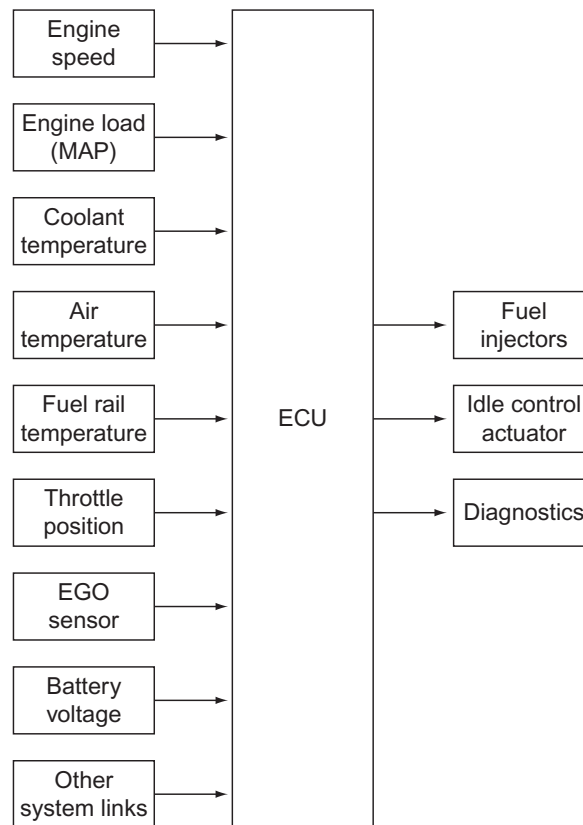 Engine
speed
Engine load
(MAP)
Coolant
temperature
Air
temperature
Fuel rail
temperature
Throttle
position
EGO
sensor
Battery
voltage
Other
system links
ECU
Fuel
injectors
Idle control
actuator
Diagnostics